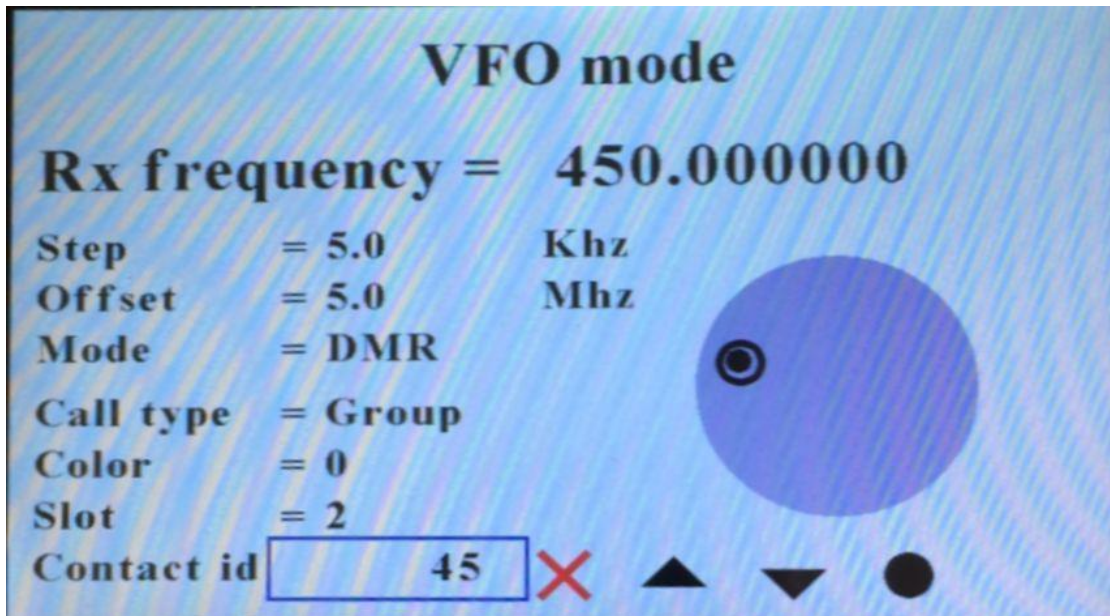 VFO mode
Rx frequency = 450.000000
Step = 5.0 Khz
Offset = 5.0 Mhz
Mode = DMR
Call type = Group
Color = 0
Slot = 2
Contact id 45